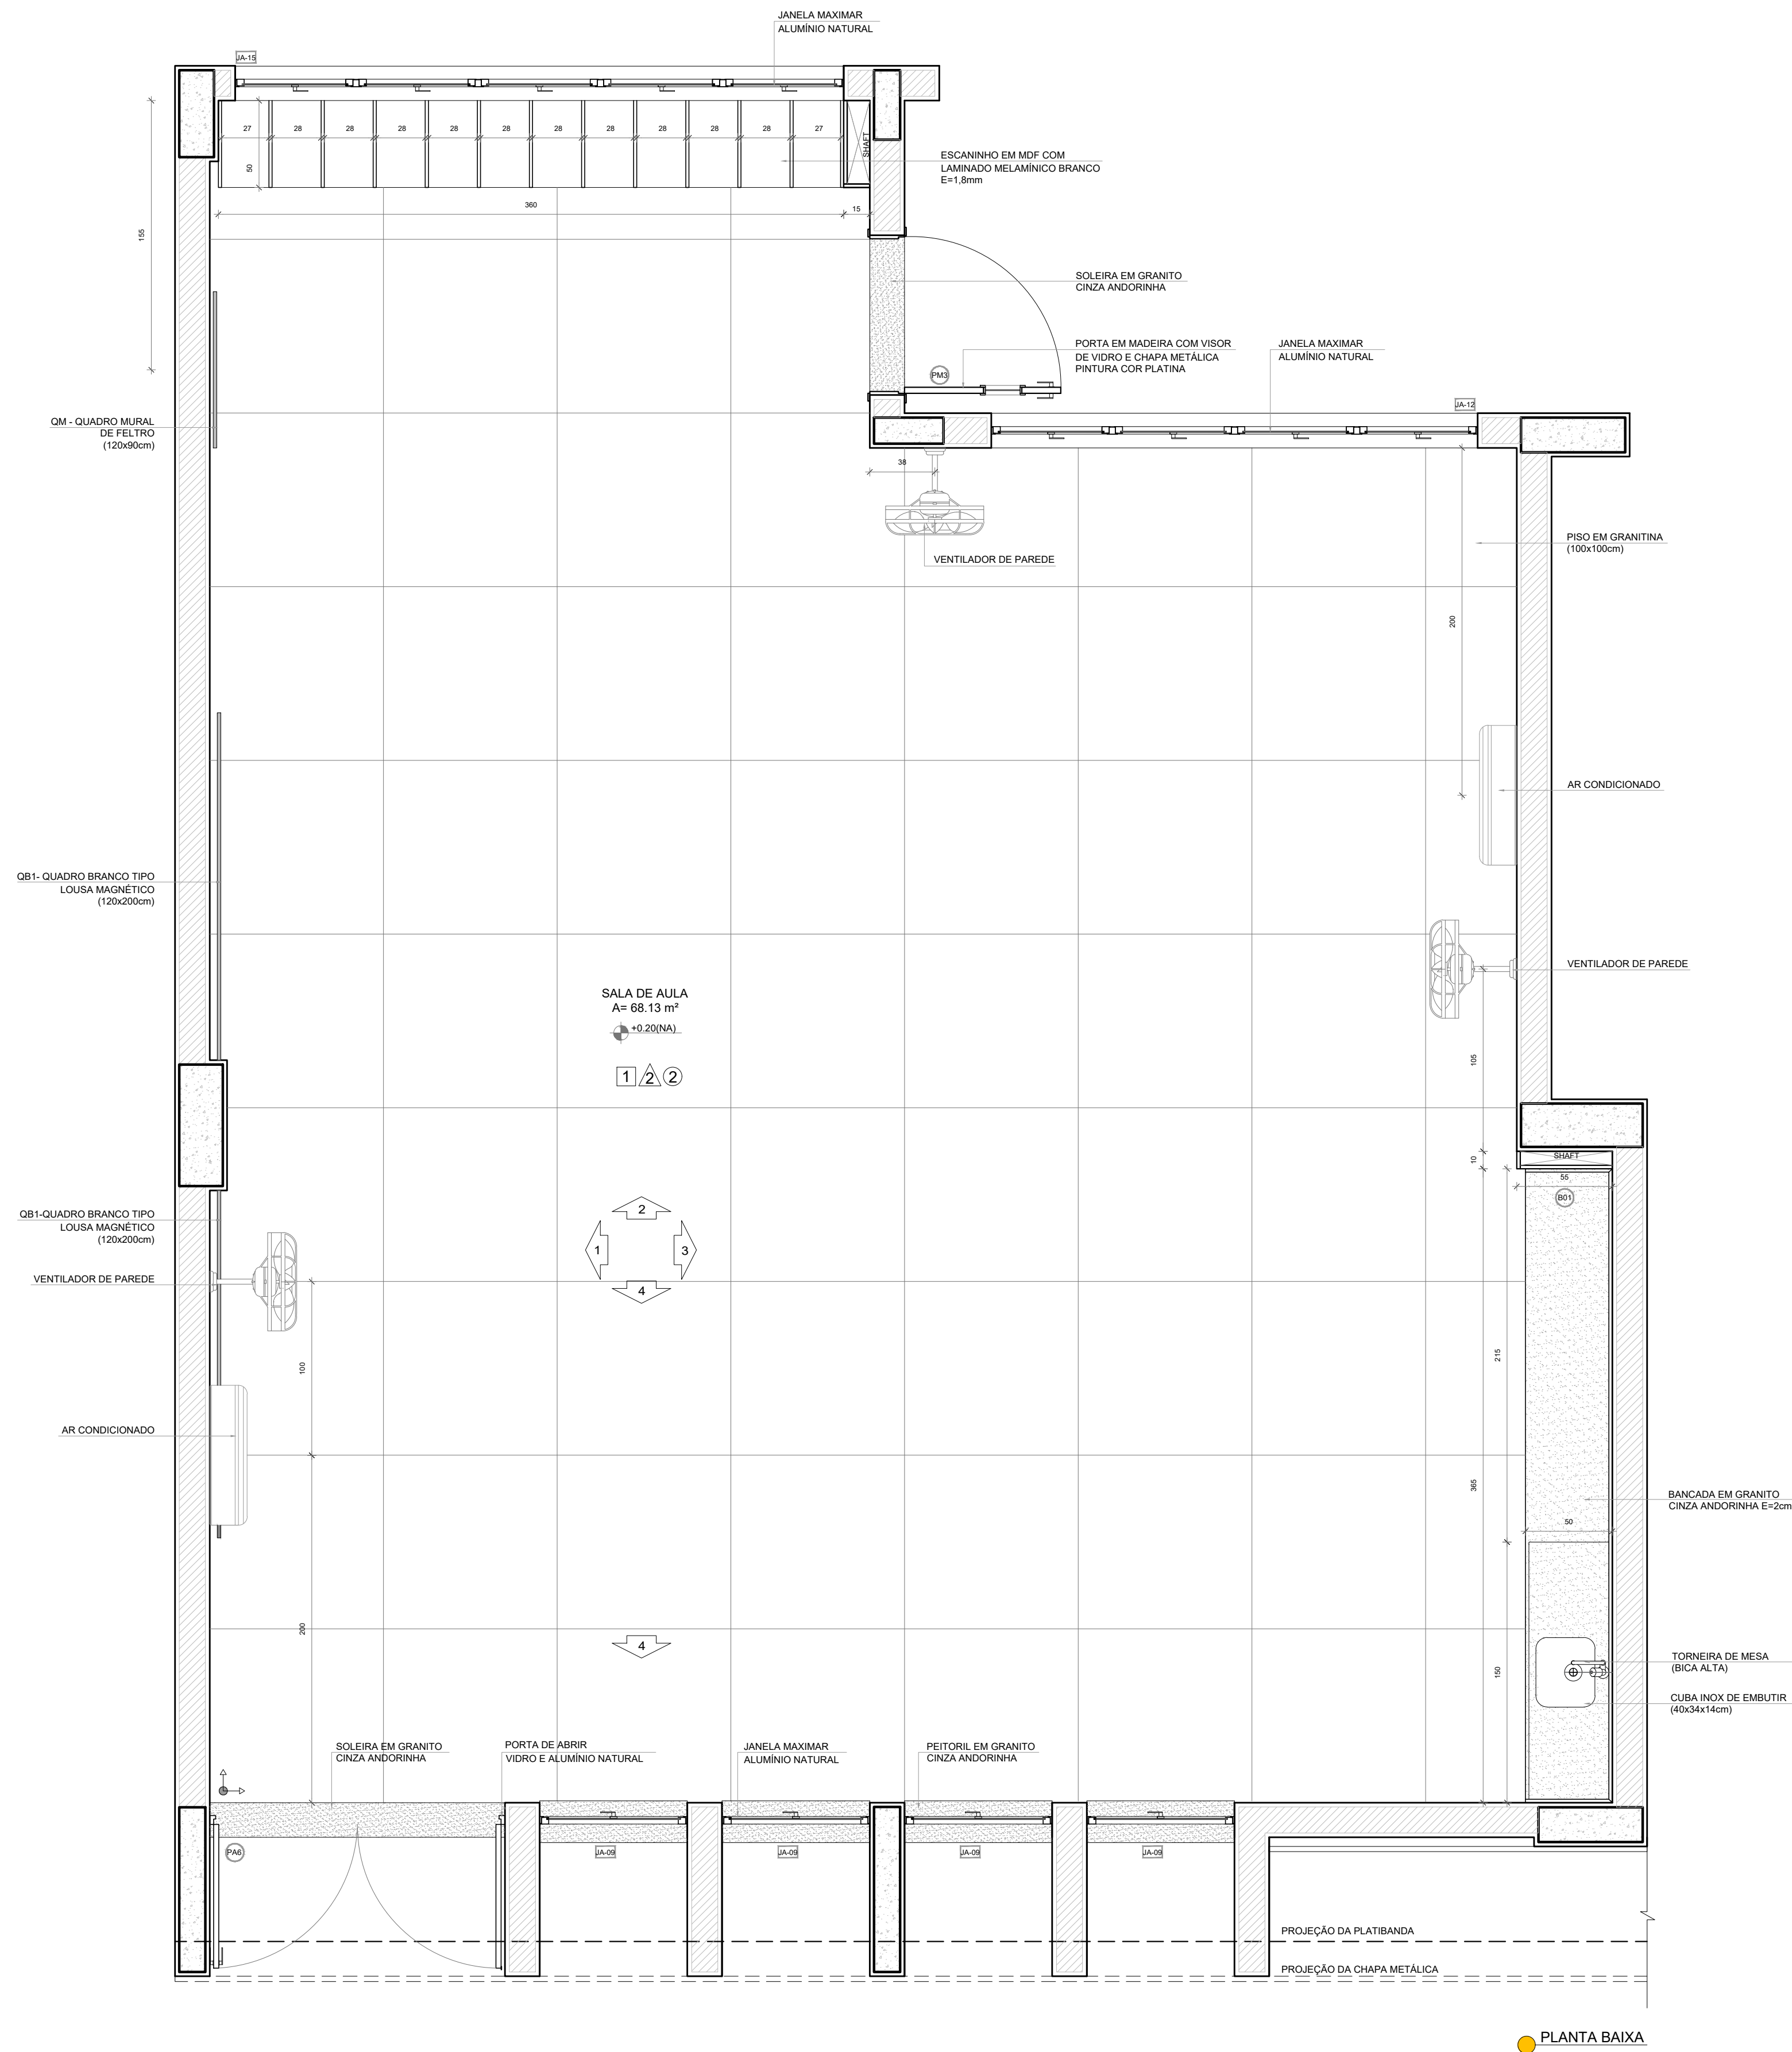 JANELA MAXIMAR
ALUMÍNIO NATURAL
JA-15
27 28 28 28 28 28 28 28 28 28 28 27
50
SHAFT
ESCANINHO EM MDF COM
LAMINADO MELAMÍNICO BRANCO
E=1,8mm
360
15
155
SOLEIRA EM GRANITO
CINZA ANDORINHA
PORTA EM MADEIRA COM VISOR
DE VIDRO E CHAPA METÁLICA
PINTURA COR PLATINA
JANELA MAXIMAR
ALUMÍNIO NATURAL
PM3
JA-12
QM - QUADRO MURAL
DE FELTRO
(120x90cm)
38
VENTILADOR DE PAREDE
PISO EM GRANITINA
(100x100cm)
200
AR CONDICIONADO
QB1- QUADRO BRANCO TIPO
LOUSA MAGNÉTICO
(120x200cm)
VENTILADOR DE PAREDE
SALA DE AULA
A= 68.13 m²
+0.20(NA)
1 2 2
105
10
SHAFT
55
B01
QB1-QUADRO BRANCO TIPO
LOUSA MAGNÉTICO
(120x200cm)
2
1
3
4
VENTILADOR DE PAREDE
100
215
AR CONDICIONADO
365
BANCADA EM GRANITO
CINZA ANDORINHA E=2cm
50
200
4
150
TORNEIRA DE MESA
(BICA ALTA)
CUBA INOX DE EMBUTIR
(40x34x14cm)
SOLEIRA EM GRANITO
CINZA ANDORINHA
PORTA DE ABRIR
VIDRO E ALUMÍNIO NATURAL
JANELA MAXIMAR
ALUMÍNIO NATURAL
PEITORIL EM GRANITO
CINZA ANDORINHA
PA6
JA-09
JA-09
JA-09
JA-09
PROJEÇÃO DA PLATIBANDA
PROJEÇÃO DA CHAPA METÁLICA
PLANTA BAIXA